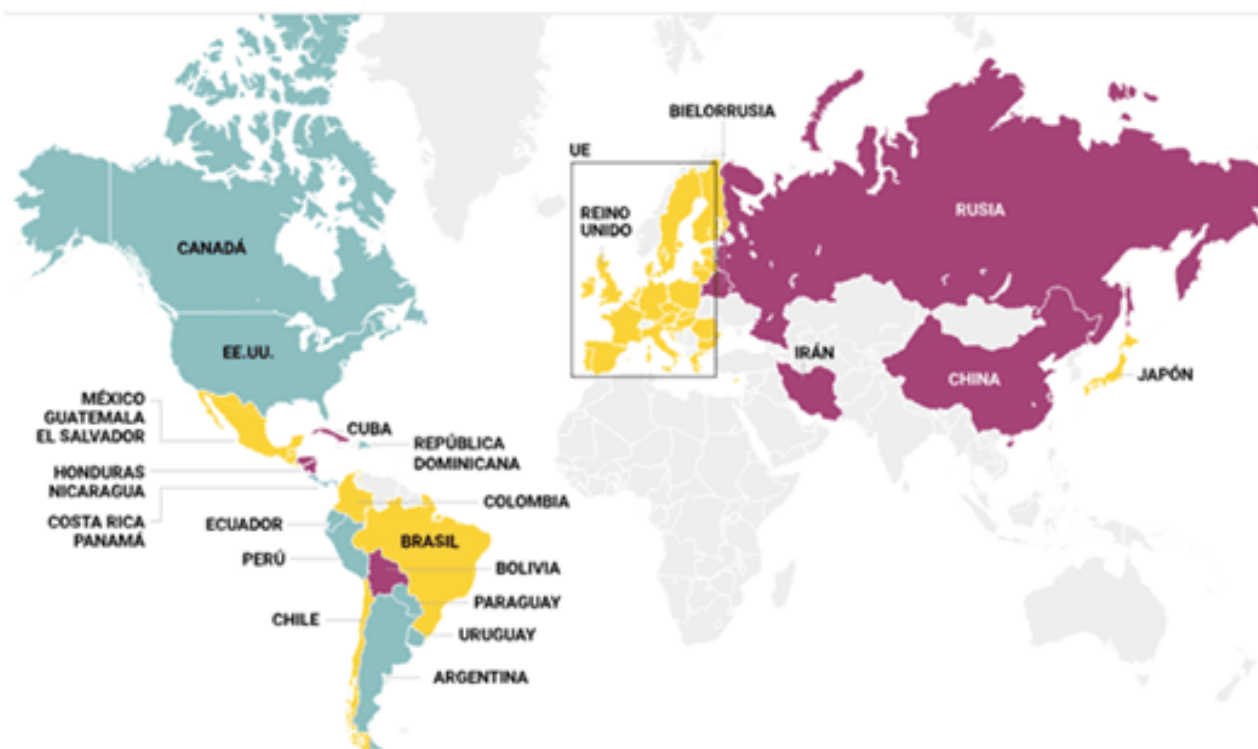 BIELORRUSIA
UE
REINO
UNIDO
RUSIA
CANADÁ
EE.UU.
IRÁN
CHINA
JAPÓN
MÉXICO
GUATEMALA
EL SALVADOR
CUBA
REPÚBLICA
DOMINICANA
HONDURAS
NICARAGUA
COSTA RICA
PANAMÁ
COLOMBIA
ECUADOR
BRASIL
PERÚ
BOLIVIA
PARAGUAY
CHILE
URUGUAY
ARGENTINA